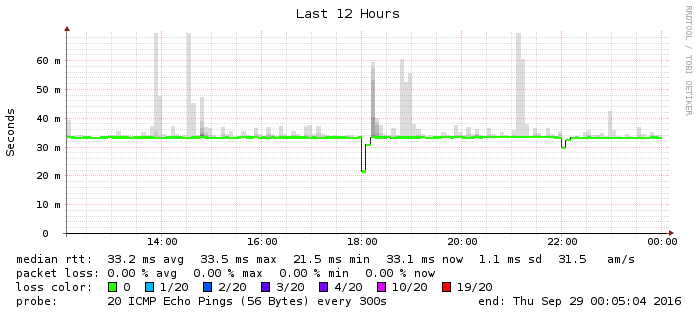 Last 12 Hours
RRDTOOL / TOBI OETIKER
Seconds
60 m
50 m
40 m
30 m
20 m
10 m
0
14:00 16:00 18:00 20:00 22:00 00:00
median rtt: 33.2 ms avg 33.5 ms max 21.5 ms min 33.1 ms now 1.1 ms sd 31.5 am/s
packet loss: 0.00 % avg 0.00 % max 0.00 % min 0.00 % now
loss color: 0 1/20 2/20 3/20 4/20 10/20 19/20
probe: 20 ICMP Echo Pings (56 Bytes) every 300s end: Thu Sep 29 00:05:04 2016